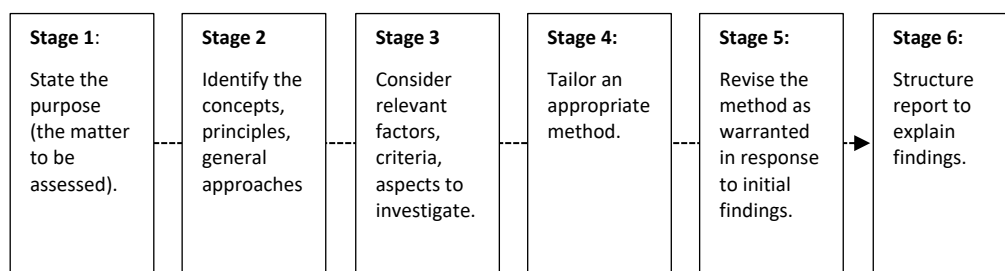 Stage 1:
State the
purpose
(the matter
to be
assessed).
Stage 2
Identify the
concepts,
principles,
general
approaches
Stage 3
Consider
relevant
factors,
criteria,
aspects to
investigate.
Stage 4:
Tailor an
appropriate
method.
Stage 5:
Revise the
method as
warranted
in response
to initial
findings.
Stage 6:
Structure
report to
explain
findings.